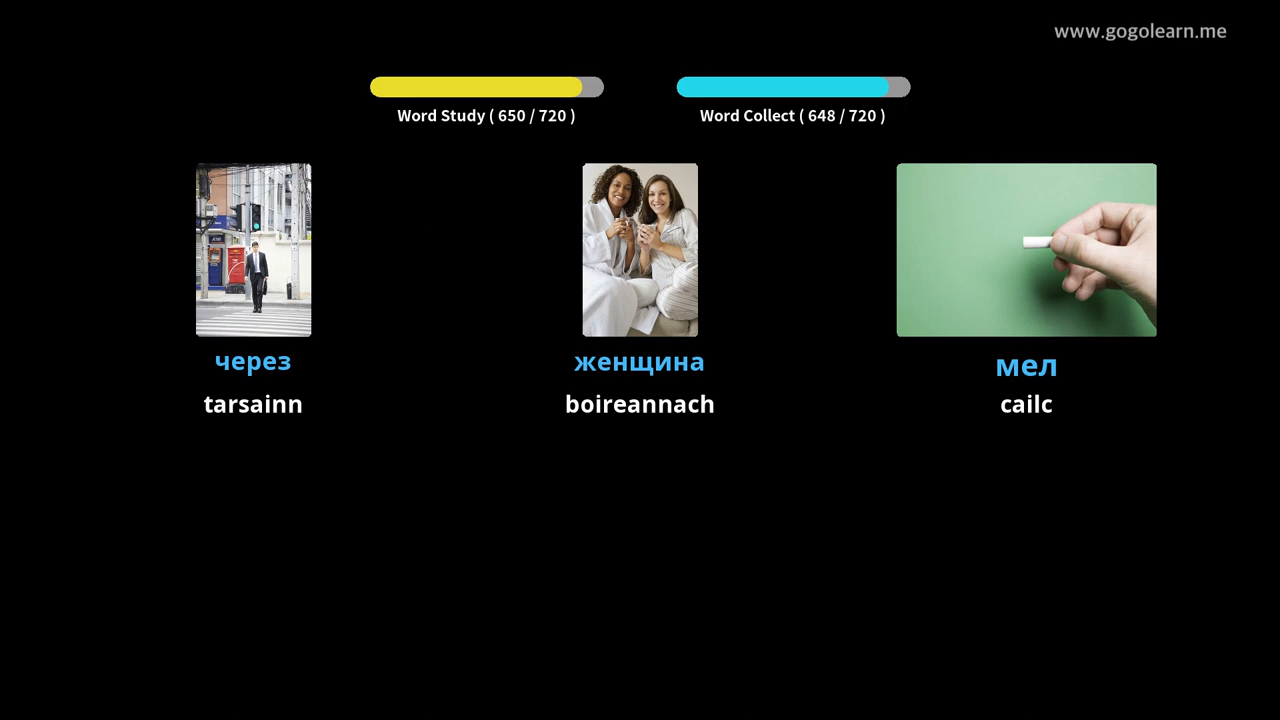 www.gogolearn.me
Word Study ( 650 / 720 )
Word Collect ( 648 / 720 )
через
женщина
мел
tarsainn
boireannach
cailc